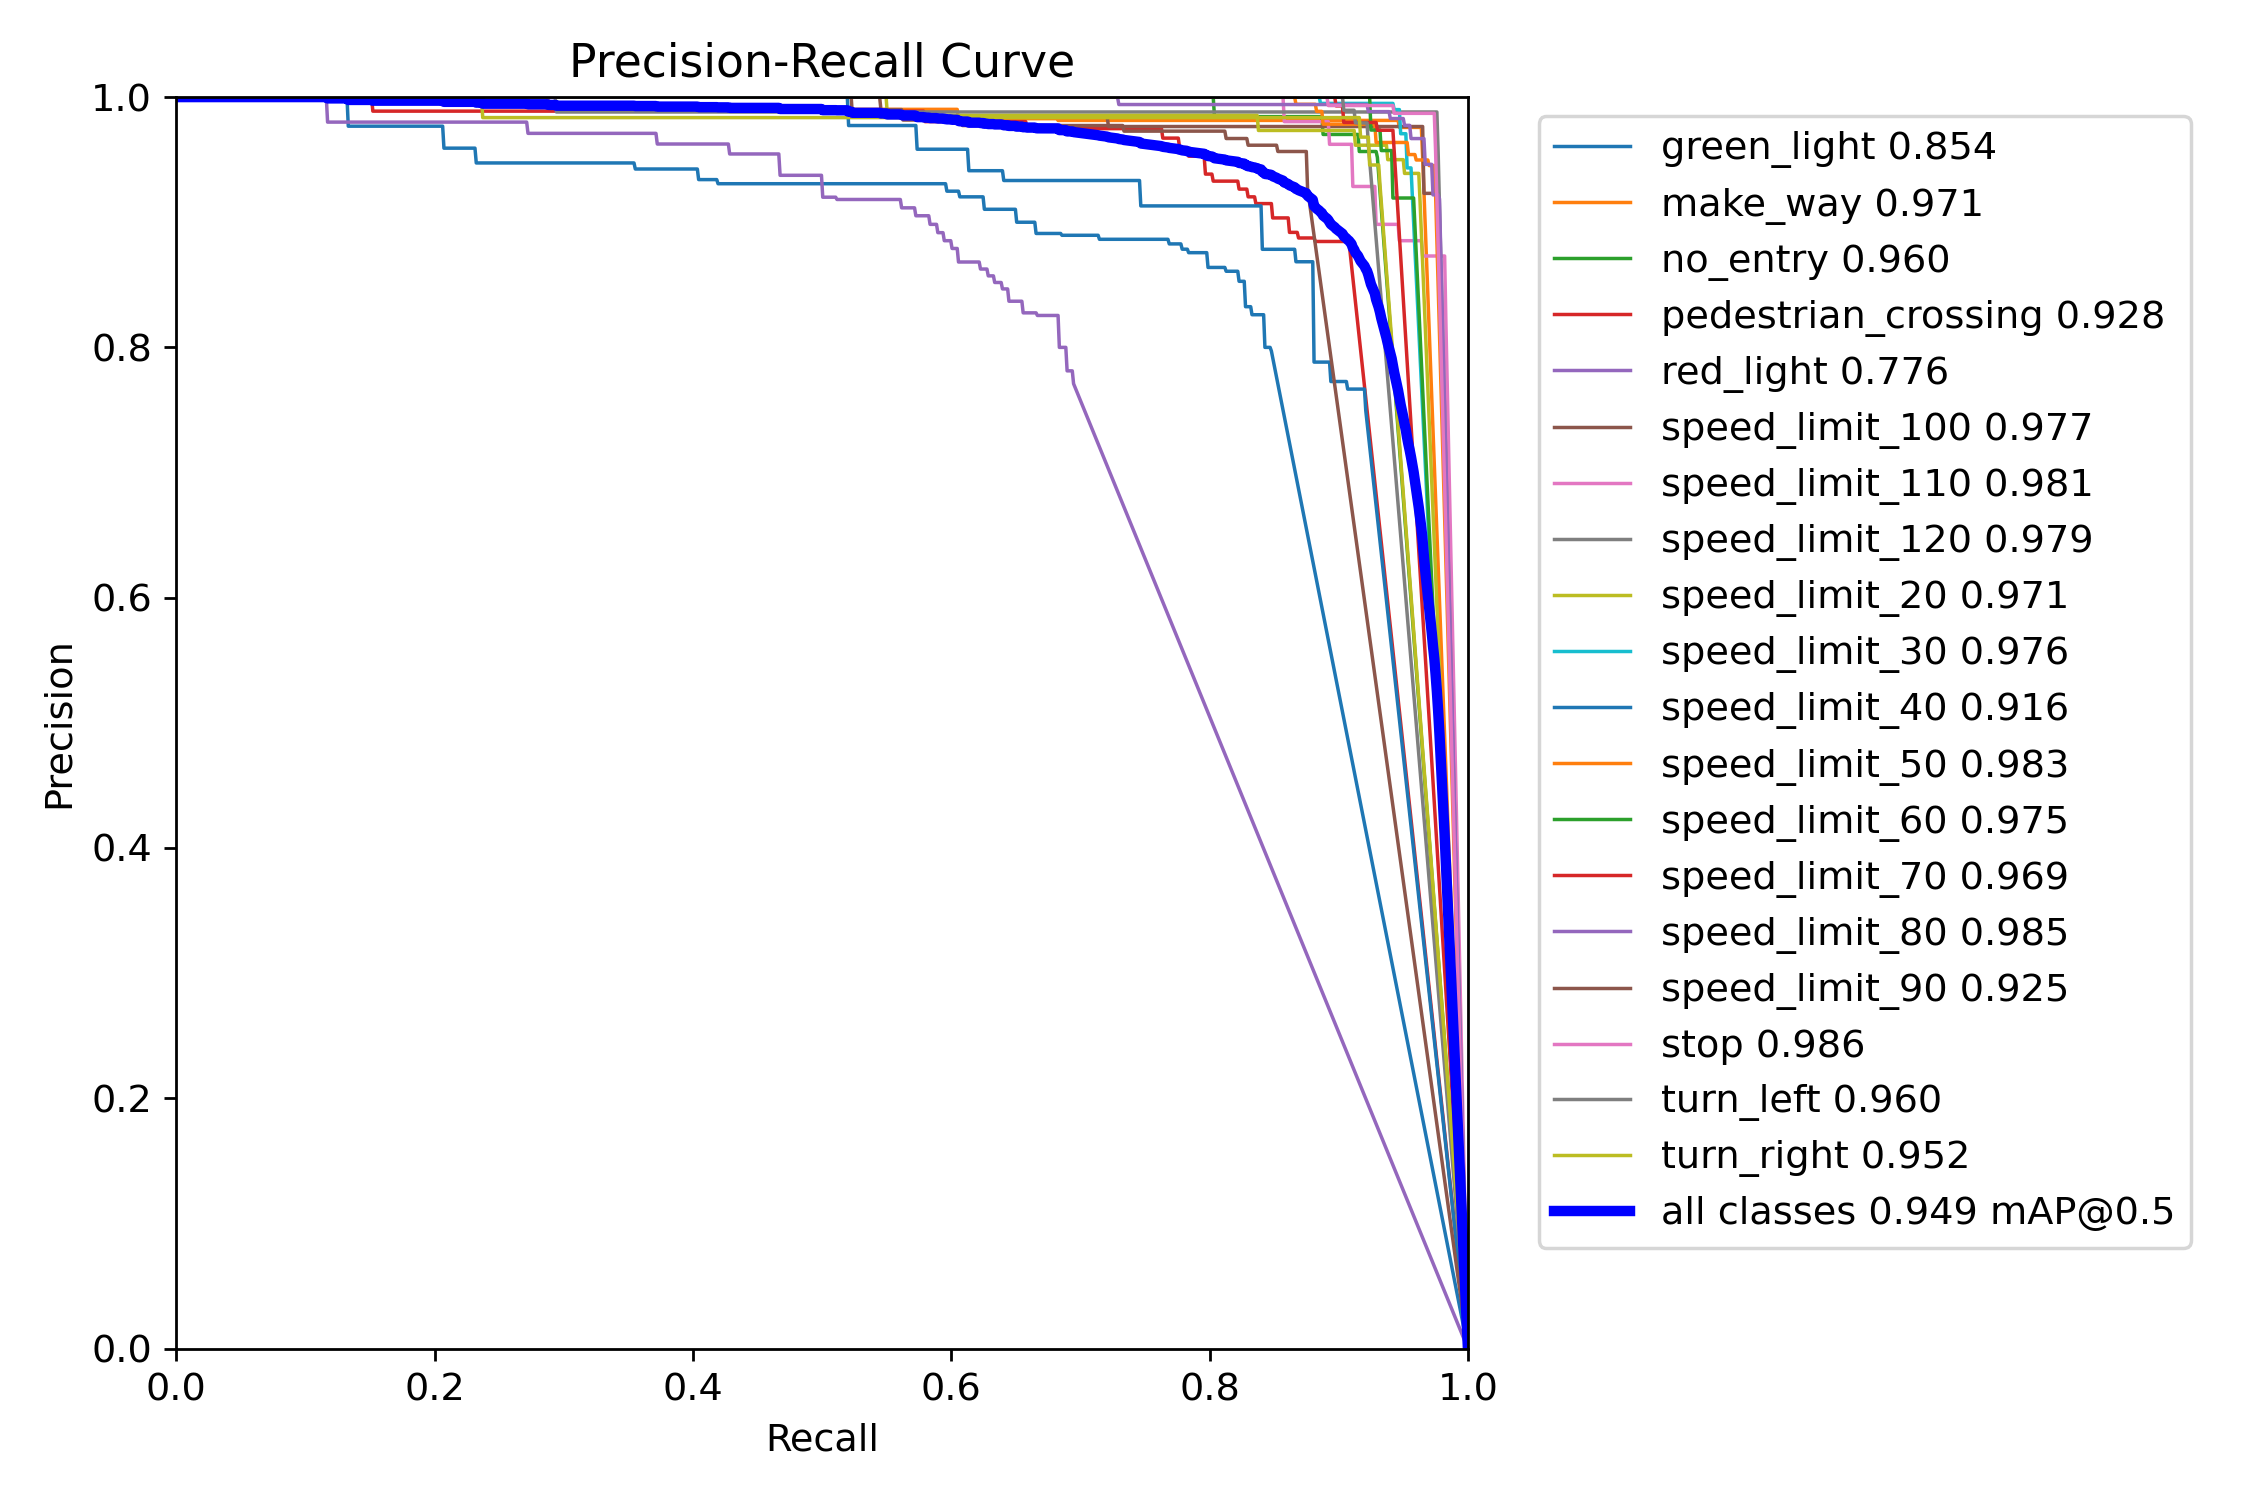 Precision-Recall Curve
1.0
0.8
0.6
0.4
0.2
0.0
Precision
0.0 0.2 0.4 0.6 0.8 1.0
Recall
green_light 0.854
make_way 0.971
no_entry 0.960
pedestrian_crossing 0.928
red_light 0.776
speed_limit_100 0.977
speed_limit_110 0.981
speed_limit_120 0.979
speed_limit_20 0.971
speed_limit_30 0.976
speed_limit_40 0.916
speed_limit_50 0.983
speed_limit_60 0.975
speed_limit_70 0.969
speed_limit_80 0.985
speed_limit_90 0.925
stop 0.986
turn_left 0.960
turn_right 0.952
all classes 0.949 mAP@0.5